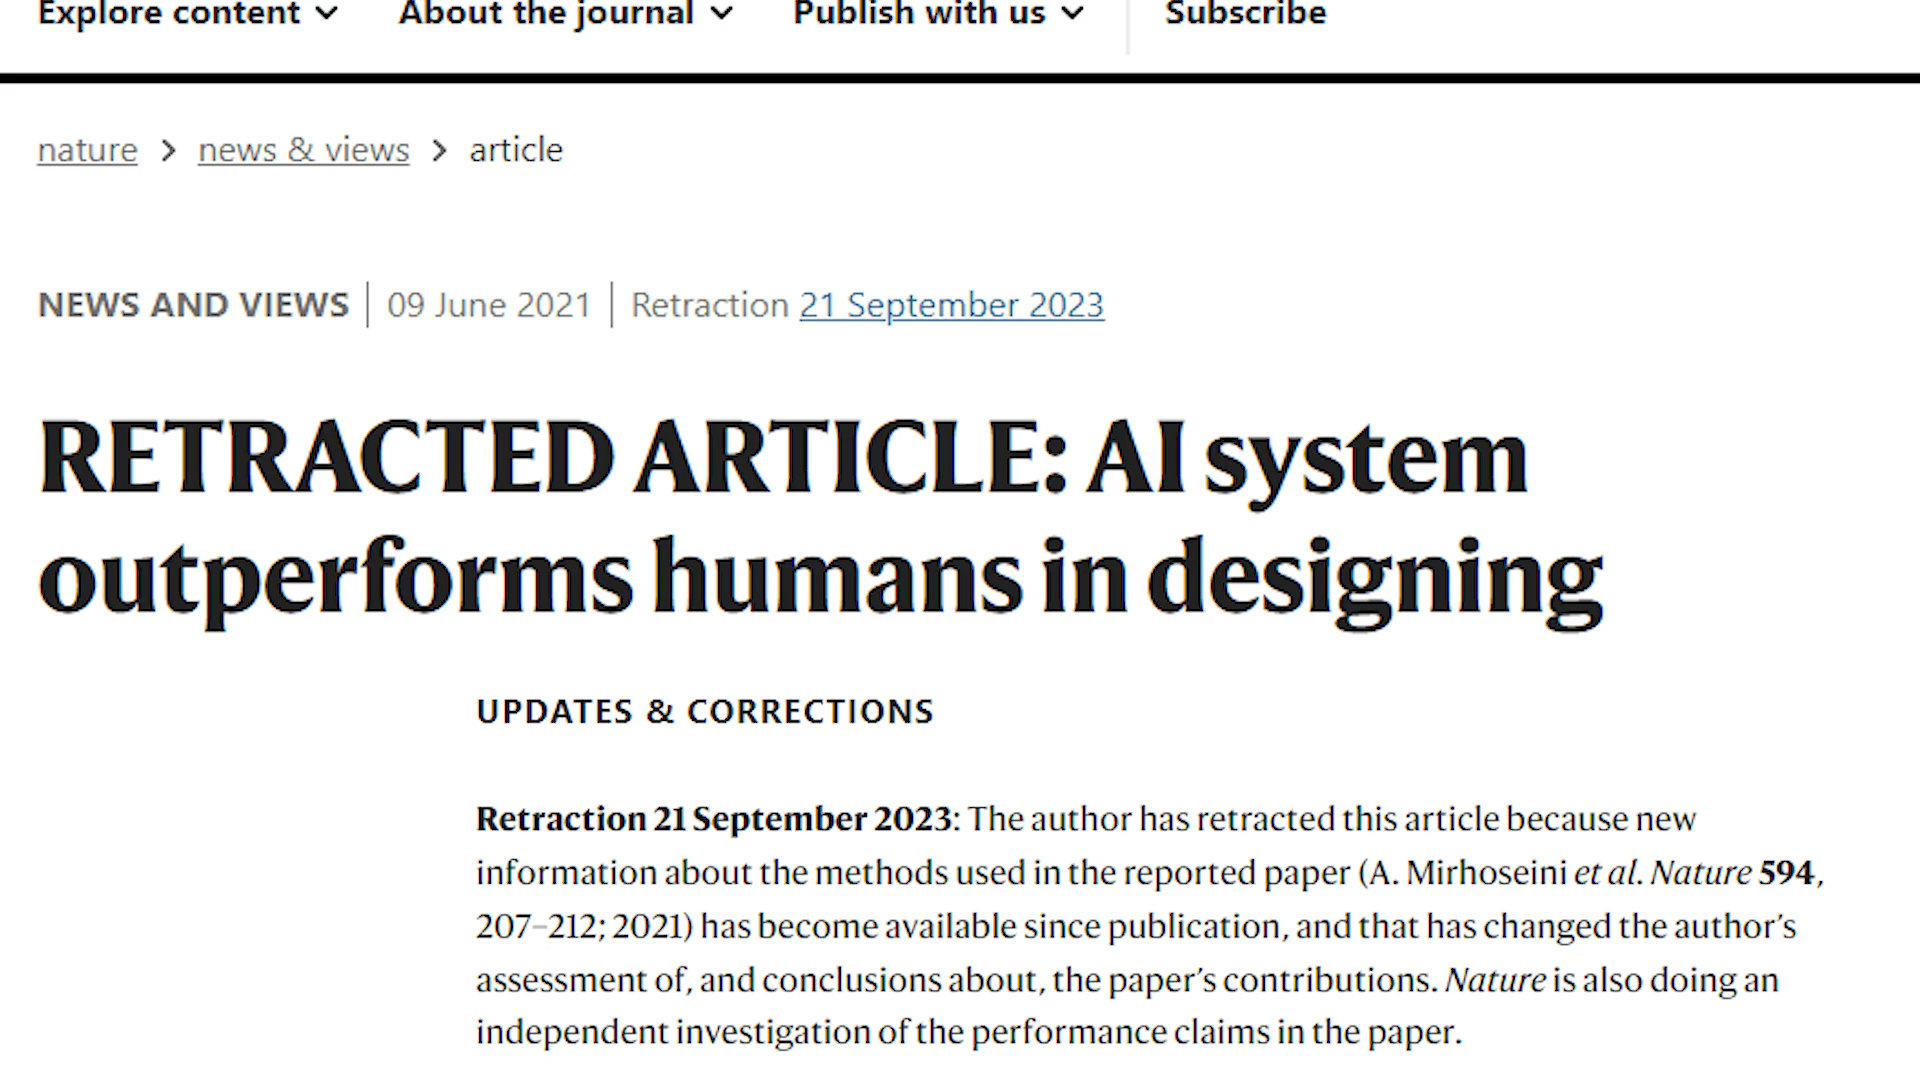 Explore content About the journal Publish with us Subscribe
nature > news & views > article
NEWS AND VIEWS | 09 June 2021 | Retraction 21 September 2023
RETRACTED ARTICLE: AI system
outperforms humans in designing
UPDATES & CORRECTIONS
Retraction 21 September 2023: The author has retracted this article because new
information about the methods used in the reported paper (A. Mirhoseini et al. Nature 594,
207–212; 2021) has become available since publication, and that has changed the author’s
assessment of, and conclusions about, the paper’s contributions. Nature is also doing an
independent investigation of the performance claims in the paper.